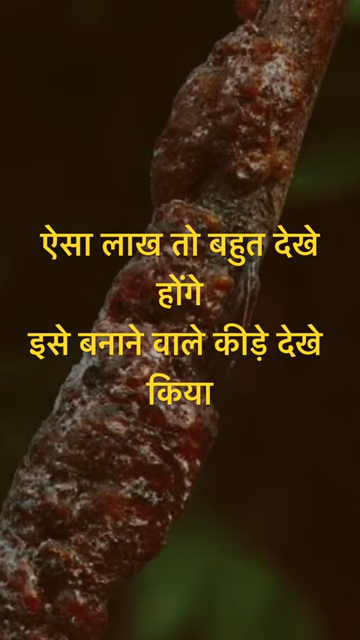 ऐसा लाख तो बहुत देखे
होंगे
इसे बनाने वाले कीड़े देखे
किया